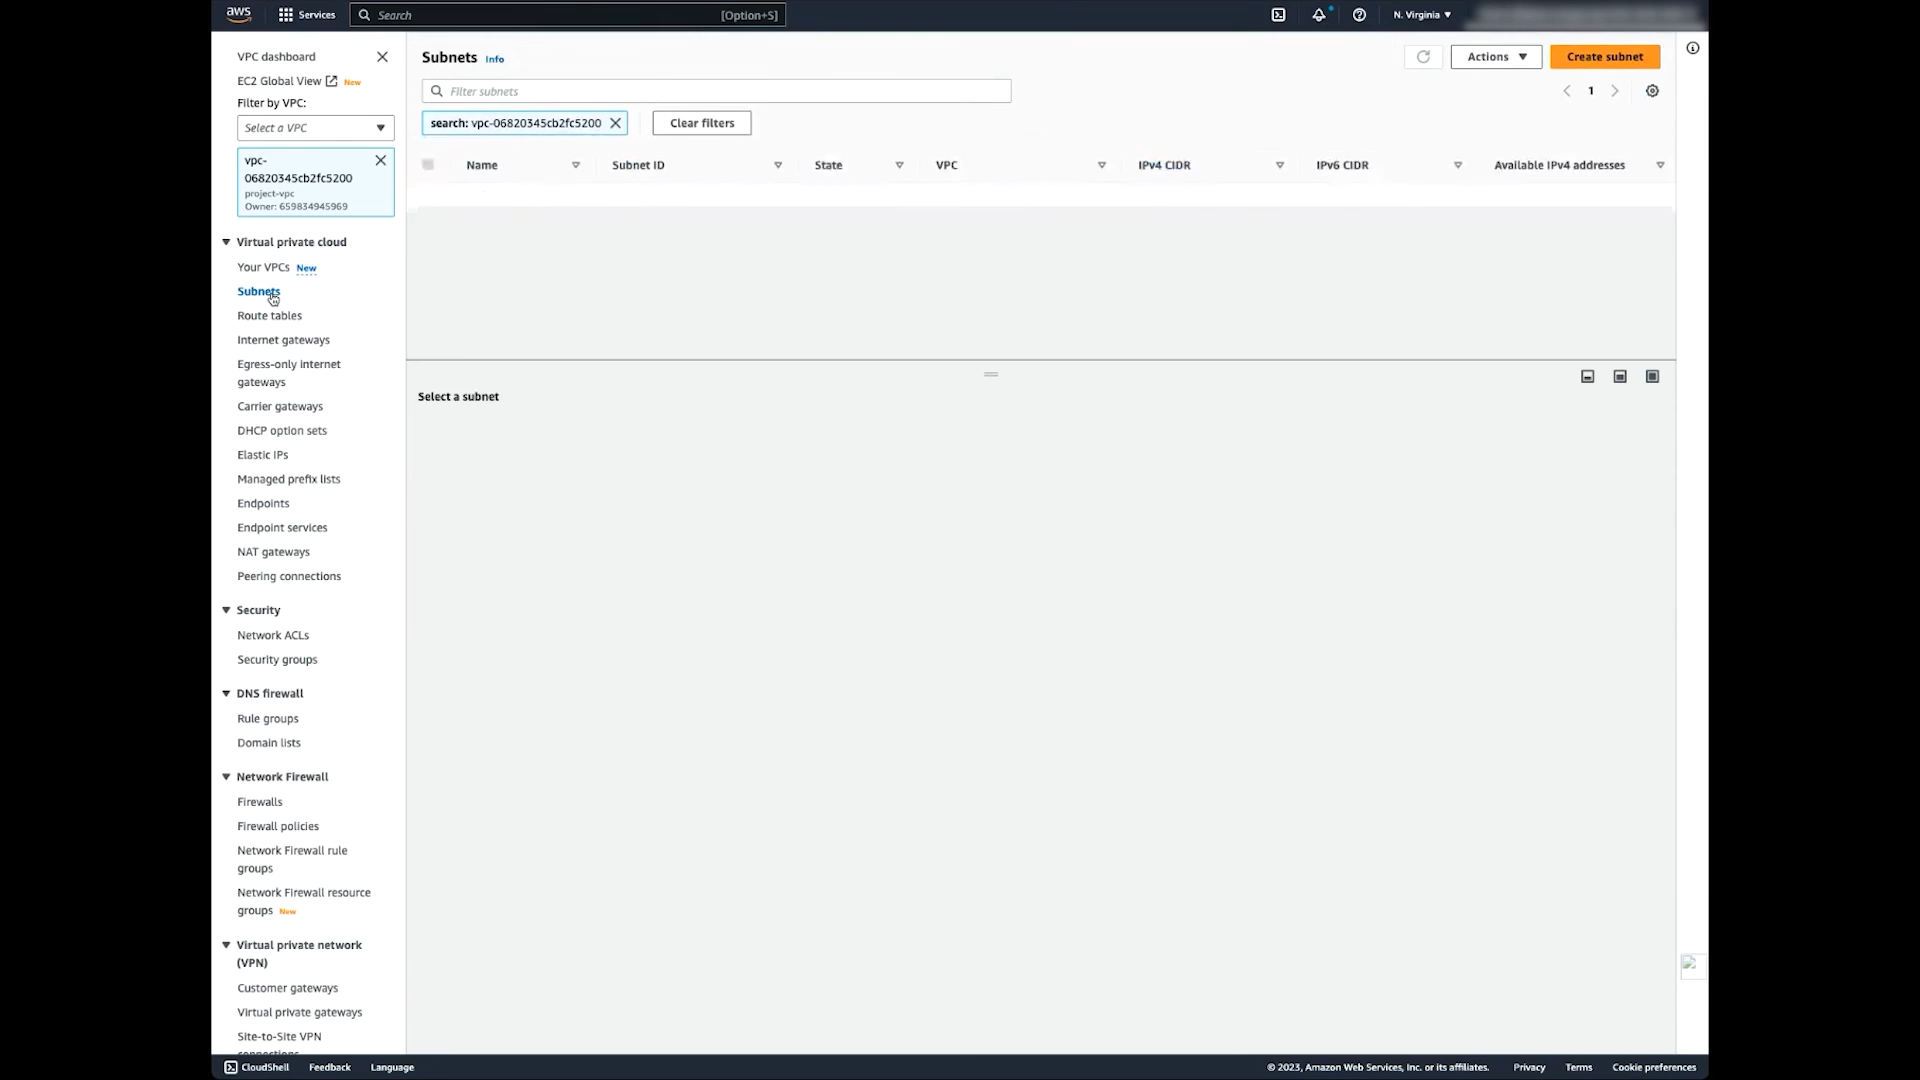 aws
Services
Search
[Option+S]
N. Virginia
VPC dashboard
EC2 Global View
New
Filter by VPC:
Select a VPC
vpc-
06820345cb2fc5200
project-vpc
Owner: 659834945969
Virtual private cloud
Your VPCs New
Subnets
Route tables
Internet gateways
Egress-only internet
gateways
Carrier gateways
DHCP option sets
Elastic IPs
Managed prefix lists
Endpoints
Endpoint services
NAT gateways
Peering connections
Security
Network ACLs
Security groups
DNS firewall
Rule groups
Domain lists
Network Firewall
Firewalls
Firewall policies
Network Firewall rule
groups
Network Firewall resource
groups New
Virtual private network
(VPN)
Customer gateways
Virtual private gateways
Site-to-Site VPN
connections
Subnets Info
Actions
Create subnet
Filter subnets
1
search: vpc-06820345cb2fc5200
Clear filters
Name
Subnet ID
State
VPC
IPv4 CIDR
IPv6 CIDR
Available IPv4 addresses
Select a subnet
CloudShell
Feedback
Language
© 2023, Amazon Web Services, Inc. or its affiliates.
Privacy
Terms
Cookie preferences